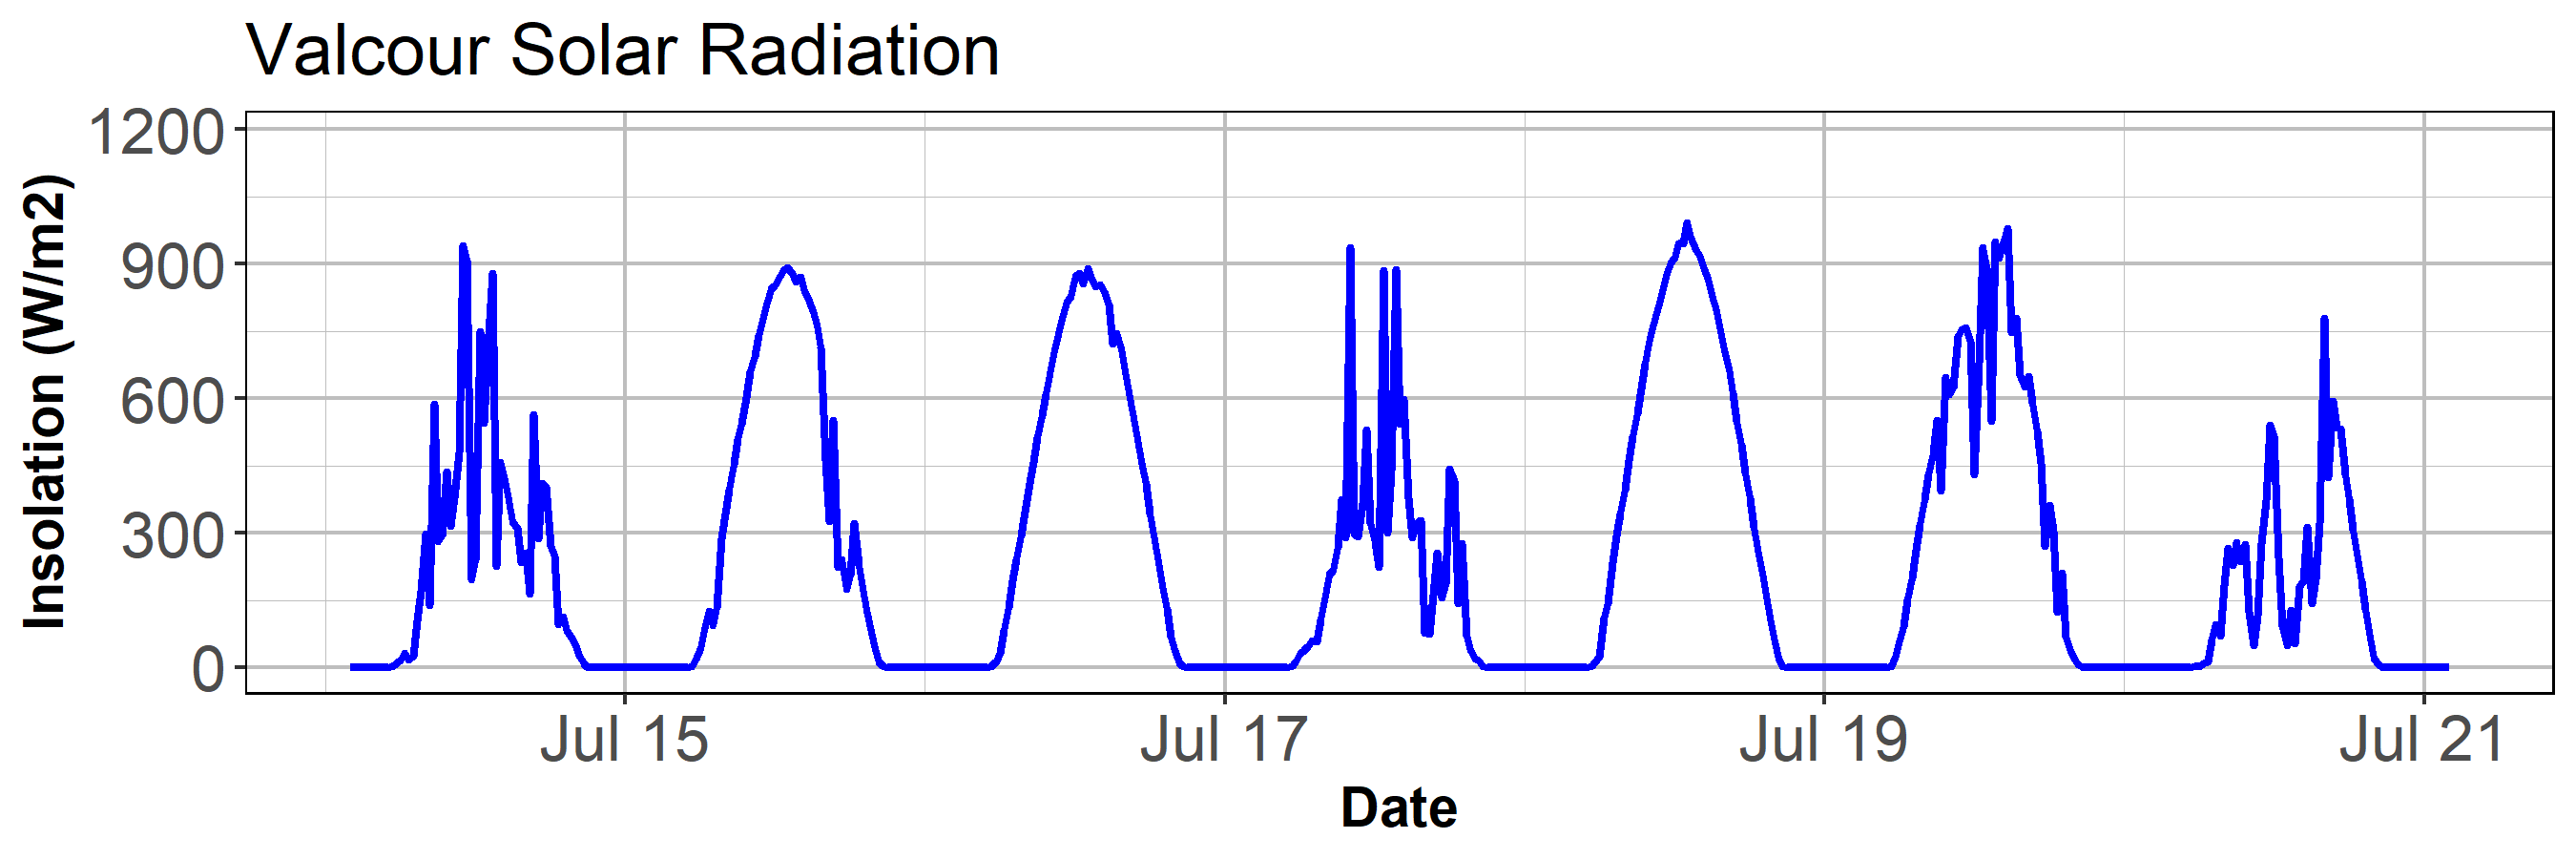 Valcour Solar Radiation
1200
900
600
300
0
Insolation (W/m2)
Jul 15
Jul 17
Jul 19
Jul 21
Date